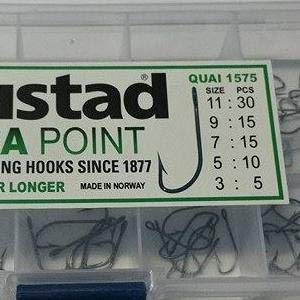 ustad®
QUAI 1575
SIZE PCS
11 : 30
A POINT
9 : 15
7 : 15
NG HOOKS SINCE 1877
5 : 10
R LONGER
MADE IN NORWAY
3 : 5